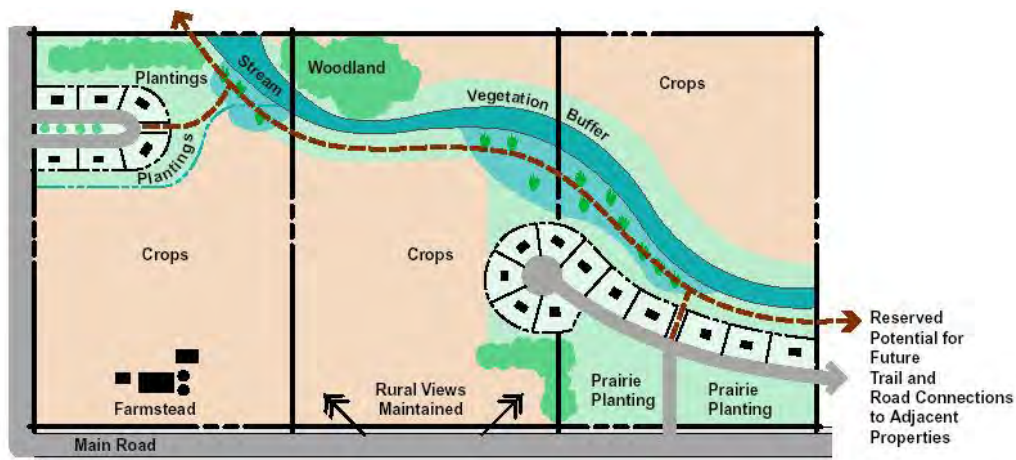 Plantings
Stream
Woodland
Crops
Vegetation
Buffer
Plantings
Crops
Crops
Reserved
Potential for
Future
Trail and
Road Connections
to Adjacent
Properties
Farmstead
Rural Views
Maintained
Prairie
Planting
Prairie
Planting
Main Road